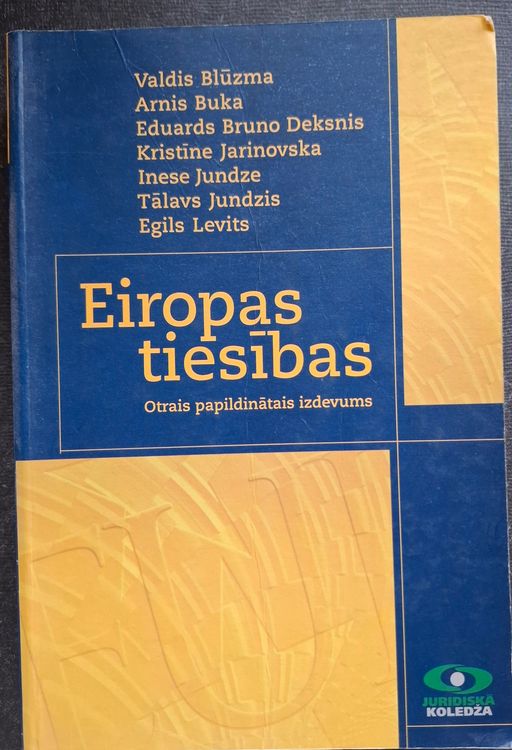 Valdis Blūzma
Arnis Buka
Eduards Bruno Deksnis
Kristīne Jarinovska
Inese Jundze
Tālavs Jundzis
Egils Levits
Eiropas
tiesības
Otrais papildinātais izdevums
EU
JURIDISKĀ
KOLEDŽA